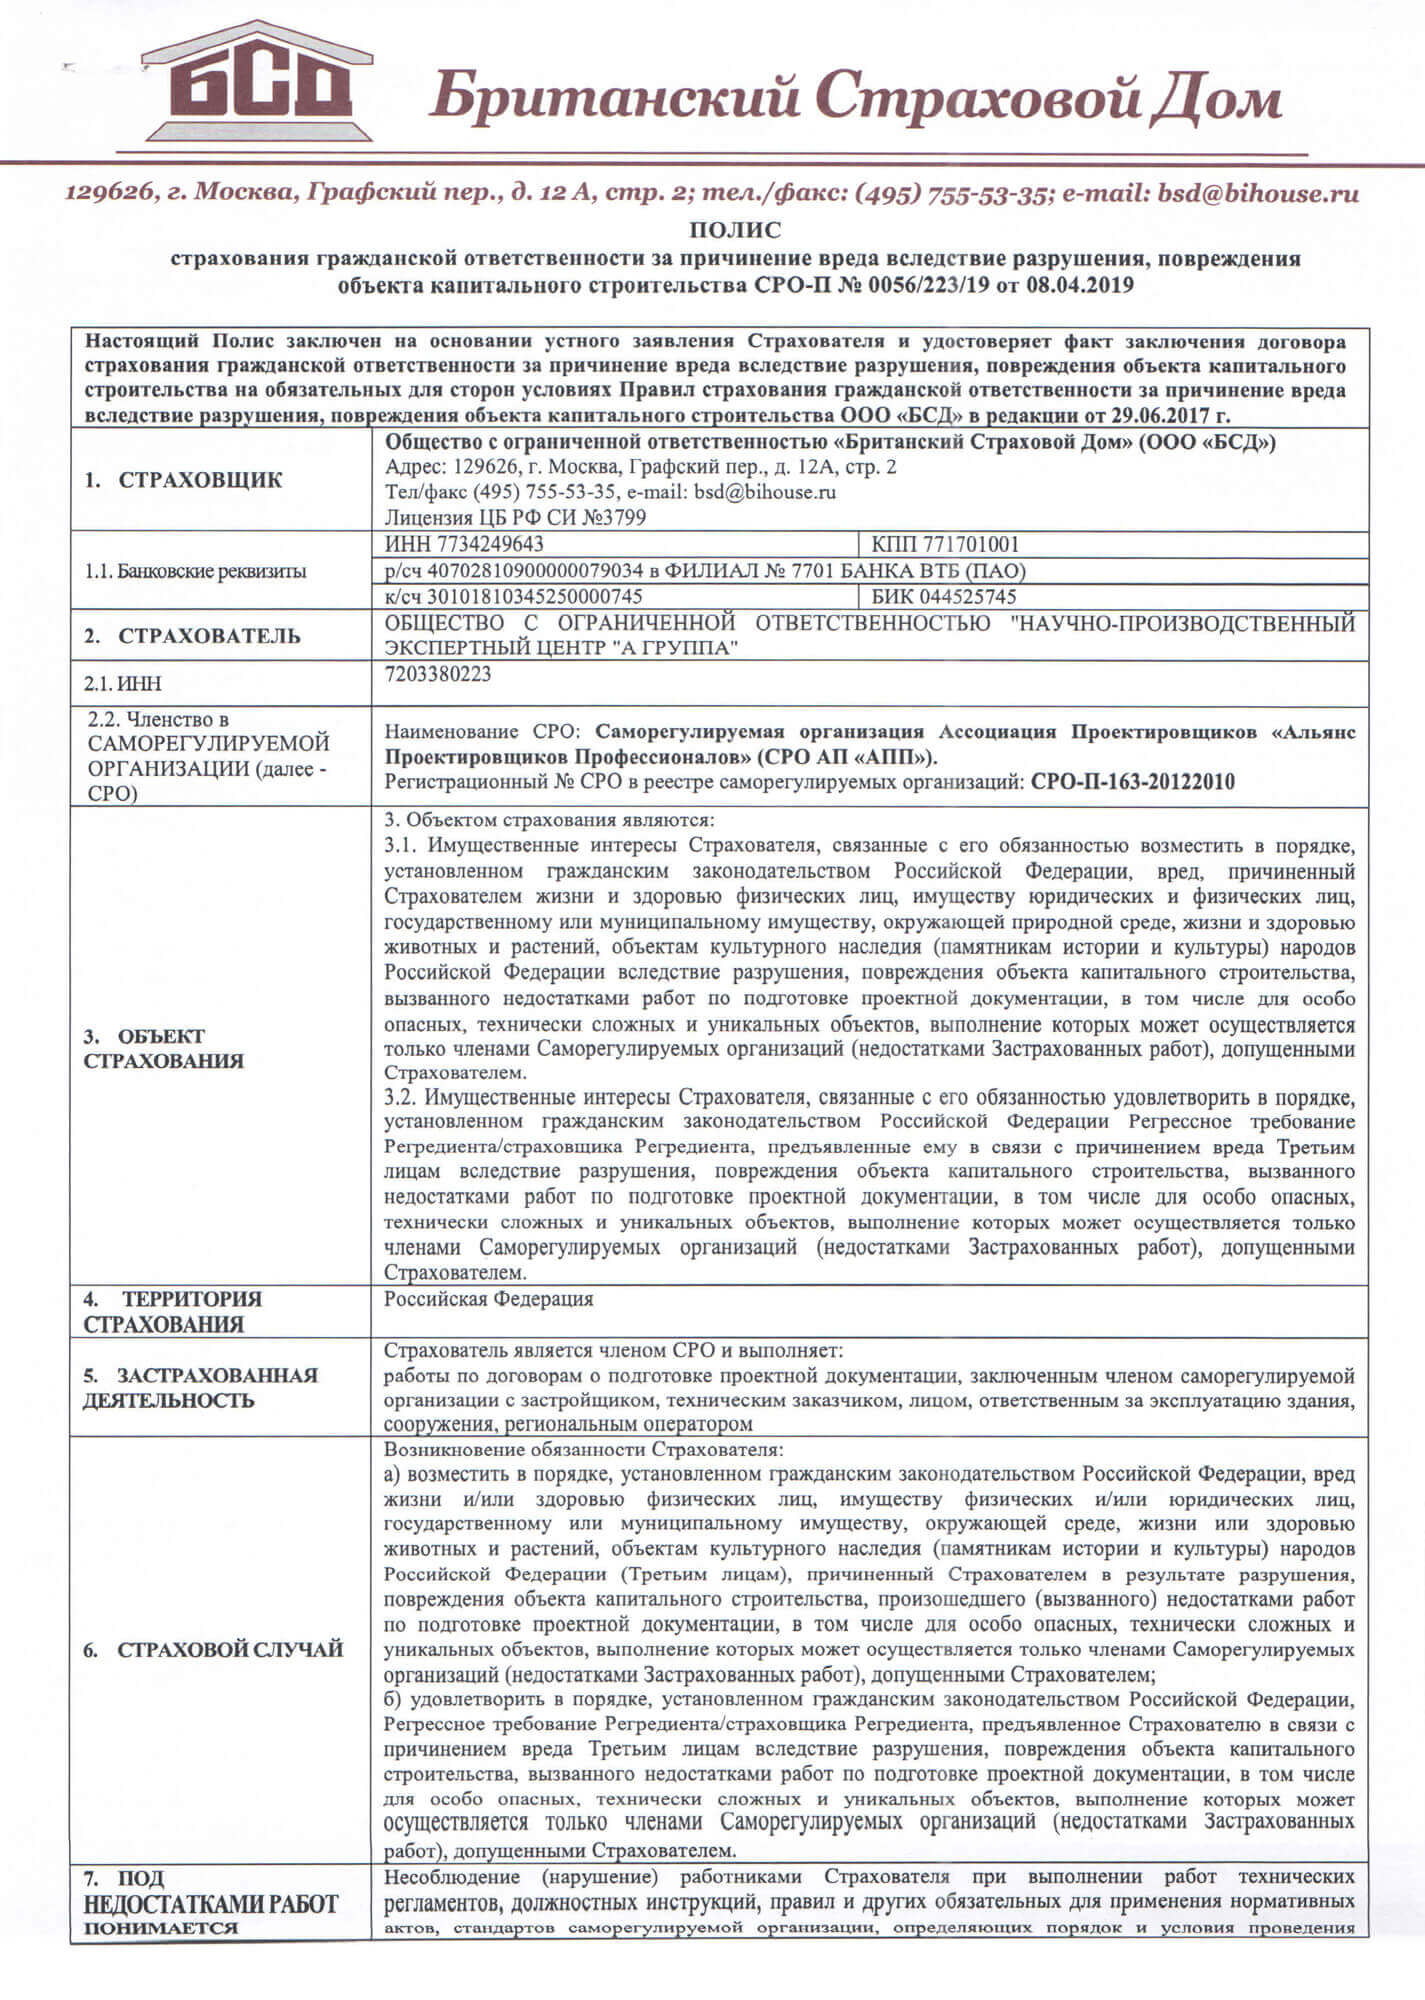 БСД
Британский Страховой Дом
129626, г. Москва, Графский пер., д. 12 А, стр. 2; тел./факс: (495) 755-53-35; e-mail: bsd@bihouse.ru
ПОЛИС
страхования гражданской ответственности за причинение вреда вследствие разрушения, повреждения
объекта капитального строительства СРО-П № 0056/223/19 от 08.04.2019
Настоящий Полис заключен на основании устного заявления Страхователя и удостоверяет факт заключения договора
страхования гражданской ответственности за причинение вреда вследствие разрушения, повреждения объекта капитального
строительства на обязательных для сторон условиях Правил страхования гражданской ответственности за причинение вреда
вследствие разрушения, повреждения объекта капитального строительства ООО «БСД» в редакции от 29.06.2017 г.
1. СТРАХОВЩИК
Общество с ограниченной ответственностью «Британский Страховой Дом» (ООО «БСД»)
Адрес: 129626, г. Москва, Графский пер., д. 12А, стр. 2
Тел/факс (495) 755-53-35, e-mail: bsd@bihouse.ru
Лицензия ЦБ РФ СИ №3799
1.1. Банковские реквизиты
ИНН 7734249643 КПП 771701001
р/сч 40702810900000079034 в ФИЛИАЛ № 7701 БАНКА ВТБ (ПАО)
к/сч 30101810345250000745 БИК 044525745
2. СТРАХОВАТЕЛЬ
ОБЩЕСТВО С ОГРАНИЧЕННОЙ ОТВЕТСТВЕННОСТЬЮ "НАУЧНО-ПРОИЗВОДСТВЕННЫЙ
ЭКСПЕРТНЫЙ ЦЕНТР "А ГРУППА"
2.1. ИНН
7203380223
2.2. Членство в
САМОРЕГУЛИРУЕМОЙ
ОРГАНИЗАЦИИ (далее -
СРО)
Наименование СРО: Саморегулируемая организация Ассоциация Проектировщиков «Альянс
Проектировщиков Профессионалов» (СРО АП «АПП»).
Регистрационный № СРО в реестре саморегулируемых организаций: СРО-П-163-20122010
3. ОБЪЕКТ
СТРАХОВАНИЯ
3. Объектом страхования являются:
3.1. Имущественные интересы Страхователя, связанные с его обязанностью возместить в порядке,
установленном гражданским законодательством Российской Федерации, вред, причиненный
Страхователем жизни и здоровью физических лиц, имуществу юридических и физических лиц,
государственному или муниципальному имуществу, окружающей природной среде, жизни и здоровью
животных и растений, объектам культурного наследия (памятникам истории и культуры) народов
Российской Федерации вследствие разрушения, повреждения объекта капитального строительства,
вызванного недостатками работ по подготовке проектной документации, в том числе для особо
опасных, технически сложных и уникальных объектов, выполнение которых может осуществляется
только членами Саморегулируемых организаций (недостатками Застрахованных работ), допущенными
Страхователем.
3.2. Имущественные интересы Страхователя, связанные с его обязанностью удовлетворить в порядке,
установленном гражданским законодательством Российской Федерации Регрессное требование
Регредиента/страховщика Регредиента, предъявленные ему в связи с причинением вреда Третьим
лицам вследствие разрушения, повреждения объекта капитального строительства, вызванного
недостатками работ по подготовке проектной документации, в том числе для особо опасных,
технически сложных и уникальных объектов, выполнение которых может осуществляется только
членами Саморегулируемых организаций (недостатками Застрахованных работ), допущенными
Страхователем.
4. ТЕРРИТОРИЯ
СТРАХОВАНИЯ
Российская Федерация
5. ЗАСТРАХОВАННАЯ
ДЕЯТЕЛЬНОСТЬ
Страхователь является членом СРО и выполняет:
работы по договорам о подготовке проектной документации, заключенным членом саморегулируемой
организации с застройщиком, техническим заказчиком, лицом, ответственным за эксплуатацию здания,
сооружения, региональным оператором
6. СТРАХОВОЙ СЛУЧАЙ
Возникновение обязанности Страхователя:
а) возместить в порядке, установленном гражданским законодательством Российской Федерации, вред
жизни и/или здоровью физических лиц, имуществу физических и/или юридических лиц,
государственному или муниципальному имуществу, окружающей среде, жизни или здоровью
животных и растений, объектам культурного наследия (памятникам истории и культуры) народов
Российской Федерации (Третьим лицам), причиненный Страхователем в результате разрушения,
повреждения объекта капитального строительства, произошедшего (вызванного) недостатками работ
по подготовке проектной документации, в том числе для особо опасных, технически сложных и
уникальных объектов, выполнение которых может осуществляется только членами Саморегулируемых
организаций (недостатками Застрахованных работ), допущенными Страхователем;
б) удовлетворить в порядке, установленном гражданским законодательством Российской Федерации,
Регрессное требование Регредиента/страховщика Регредиента, предъявленное Страхователю в связи с
причинением вреда Третьим лицам вследствие разрушения, повреждения объекта капитального
строительства, вызванного недостатками работ по подготовке проектной документации, в том числе
для особо опасных, технически сложных и уникальных объектов, выполнение которых может
осуществляется только членами Саморегулируемых организаций (недостатками Застрахованных
работ), допущенными Страхователем.
7. ПОД
НЕДОСТАТКАМИ РАБОТ
ПОНИМАЕТСЯ
Несоблюдение (нарушение) работниками Страхователя при выполнении работ технических
регламентов, должностных инструкций, правил и других обязательных для применения нормативных
актов, стандартов саморегулируемой организации, определяющих порядок и условия проведения